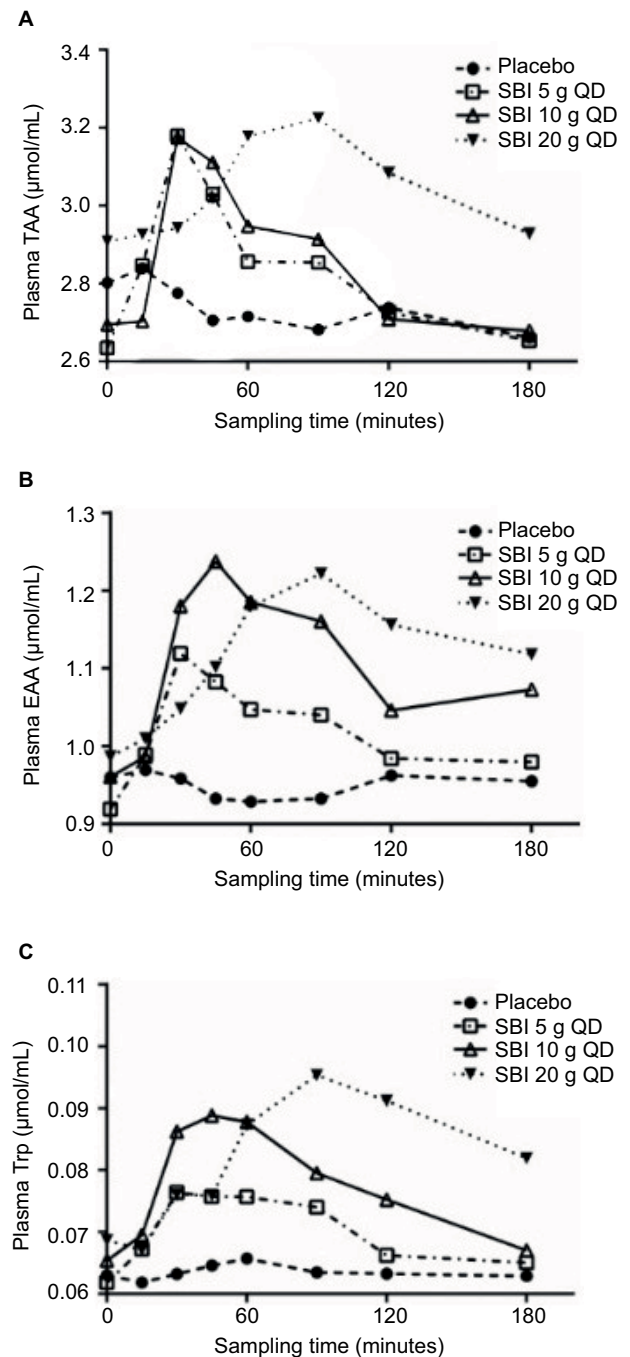 A
Plasma TAA (µmol/mL)
3.4
3.2
3.0
2.8
2.6
0 60 120 180
Sampling time (minutes)
Placebo
SBI 5 g QD
SBI 10 g QD
SBI 20 g QD
B
Plasma EAA (µmol/mL)
1.3
1.2
1.1
1.0
0.9
0 60 120 180
Sampling time (minutes)
Placebo
SBI 5 g QD
SBI 10 g QD
SBI 20 g QD
C
Plasma Trp (µmol/mL)
0.11
0.10
0.09
0.08
0.07
0.06
0 60 120 180
Sampling time (minutes)
Placebo
SBI 5 g QD
SBI 10 g QD
SBI 20 g QD